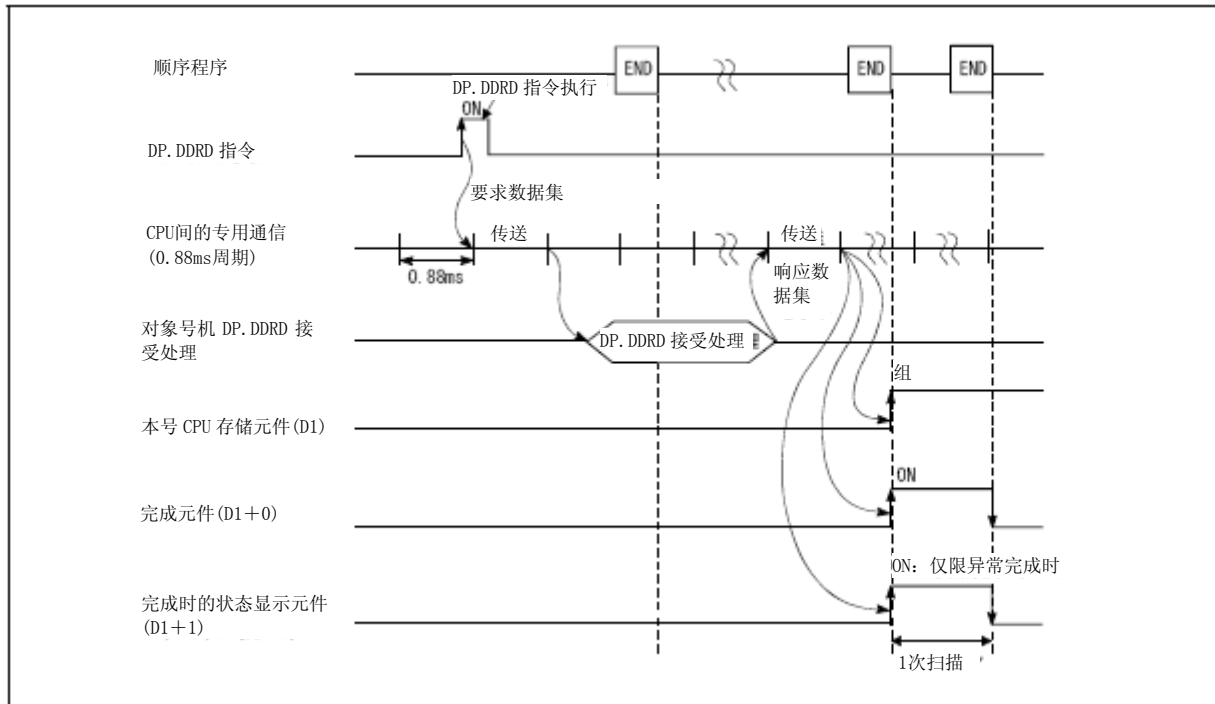 顺序程序
END
END
END
DP.DDRD 指令执行
ON
DP.DDRD 指令
要求数据集
CPU间的专用通信
(0.88ms周期)
传送
传送
0.88ms
响应数
据集
对象号机 DP.DDRD 接
受处理
DP.DDRD 接受处理
组
本号 CPU 存储元件(D1)
ON
完成元件(D1＋0)
ON：仅限异常完成时
完成时的状态显示元件
(D1＋1)
1次扫描